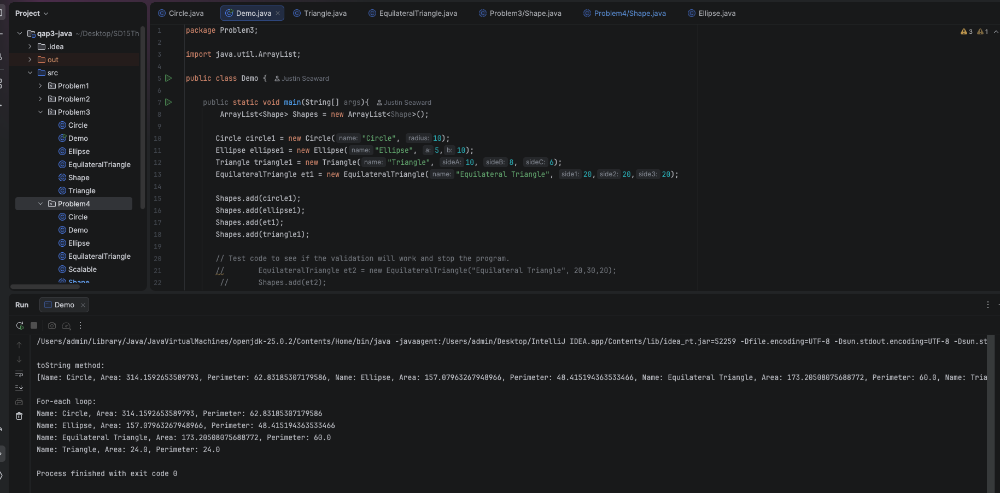 Project
Circle.java Demo.java Triangle.java EquilateralTriangle.java Problem3/Shape.java Problem4/Shape.java Ellipse.java
qap3-java ~/Desktop/SD15Th
.idea
out
src
Problem1
Problem2
Problem3
Circle
Demo
Ellipse
EquilateralTriangle
Shape
Triangle
Problem4
Circle
Demo
Ellipse
EquilateralTriangle
Scalable
Shape
1 package Problem3;
2
3 import java.util.ArrayList;
4
5 public class Demo { Justin Seaward
6
7 public static void main(String[] args){ Justin Seaward
8 ArrayList<Shape> Shapes = new ArrayList<Shape>();
9
10 Circle circle1 = new Circle( name: "Circle", radius: 10);
11 Ellipse ellipse1 = new Ellipse( name: "Ellipse", a: 5, b: 10);
12 Triangle triangle1 = new Triangle( name: "Triangle", sideA: 10, sideB: 8, sideC: 6);
13 EquilateralTriangle et1 = new EquilateralTriangle( name: "Equilateral Triangle", side1: 20, side2: 20, side3: 20);
14
15 Shapes.add(circle1);
16 Shapes.add(ellipse1);
17 Shapes.add(et1);
18 Shapes.add(triangle1);
19
20 // Test code to see if the validation will work and stop the program.
21 // EquilateralTriangle et2 = new EquilateralTriangle("Equilateral Triangle", 20,30,20);
22 // Shapes.add(et2);
3 1
Run Demo
/Users/admin/Library/Java/JavaVirtualMachines/openjdk-25.0.2/Contents/Home/bin/java -javaagent:/Users/admin/Desktop/IntelliJ IDEA.app/Contents/lib/idea_rt.jar=52259 -Dfile.encoding=UTF-8 -Dsun.stdout.encoding=UTF-8 -Dsun.st
toString method:
[Name: Circle, Area: 314.1592653589793, Perimeter: 62.83185307179586, Name: Ellipse, Area: 157.07963267948966, Perimeter: 48.415194363533466, Name: Equilateral Triangle, Area: 173.20508075688772, Perimeter: 60.0, Name: Tria
For-each loop:
Name: Circle, Area: 314.1592653589793, Perimeter: 62.83185307179586
Name: Ellipse, Area: 157.07963267948966, Perimeter: 48.415194363533466
Name: Equilateral Triangle, Area: 173.20508075688772, Perimeter: 60.0
Name: Triangle, Area: 24.0, Perimeter: 24.0
Process finished with exit code 0